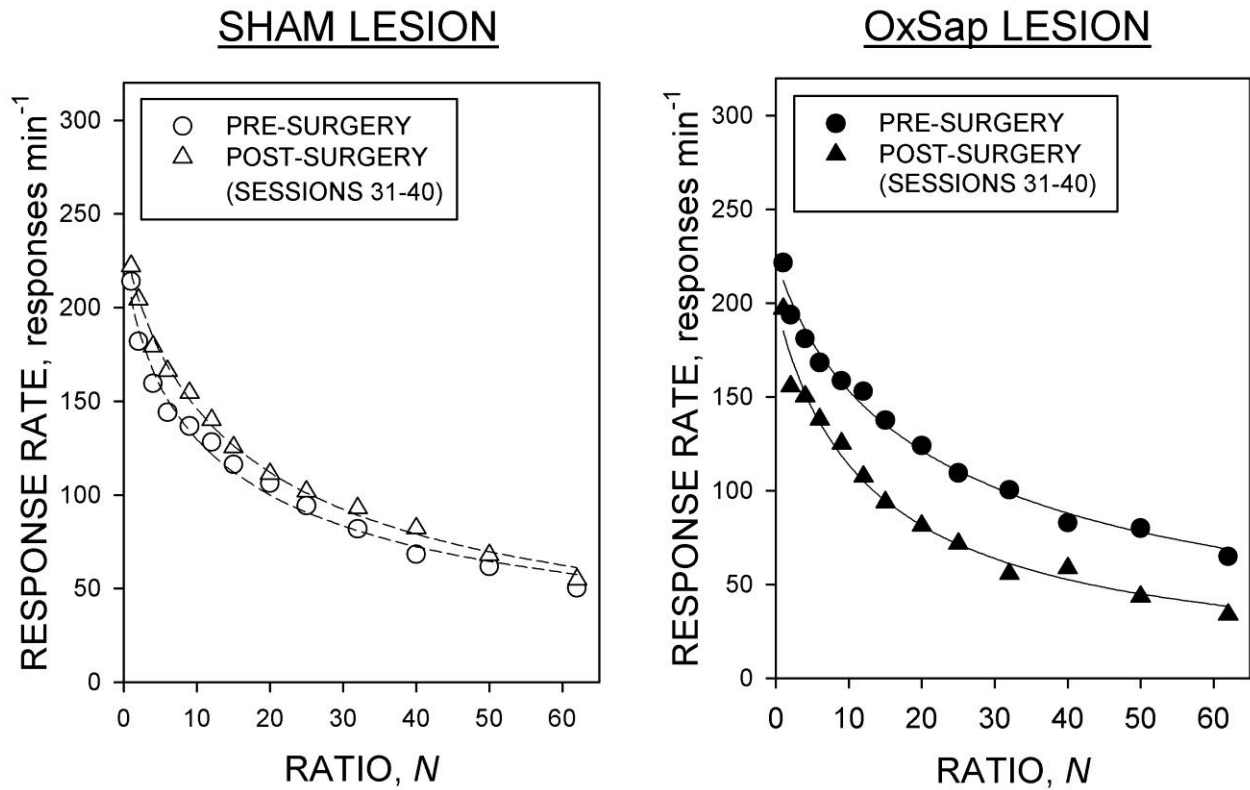 SHAM LESION
RESPONSE RATE, responses min⁻¹
300
250
200
150
100
50
0
PRE-SURGERY
POST-SURGERY
(SESSIONS 31-40)
0 10 20 30 40 50 60
RATIO, N
OxSap LESION
RESPONSE RATE, responses min⁻¹
300
250
200
150
100
50
0
PRE-SURGERY
POST-SURGERY
(SESSIONS 31-40)
0 10 20 30 40 50 60
RATIO, N